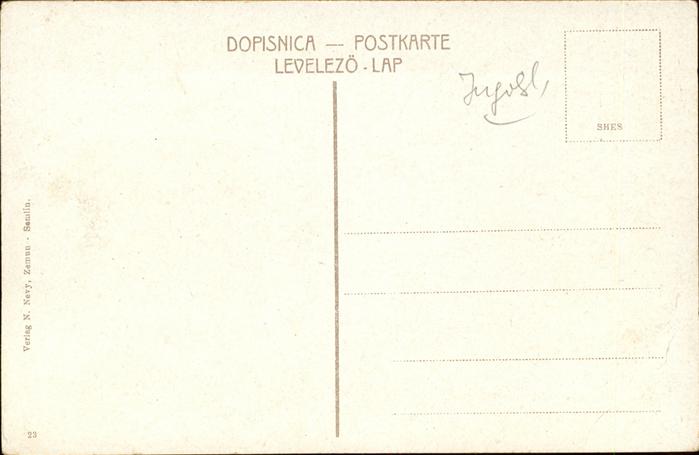 DOPISNICA — POSTKARTE
LEVELEZÖ - LAP
Jugosl,
SHES
Verlag N. Nevy, Zemun - Semlin.
23